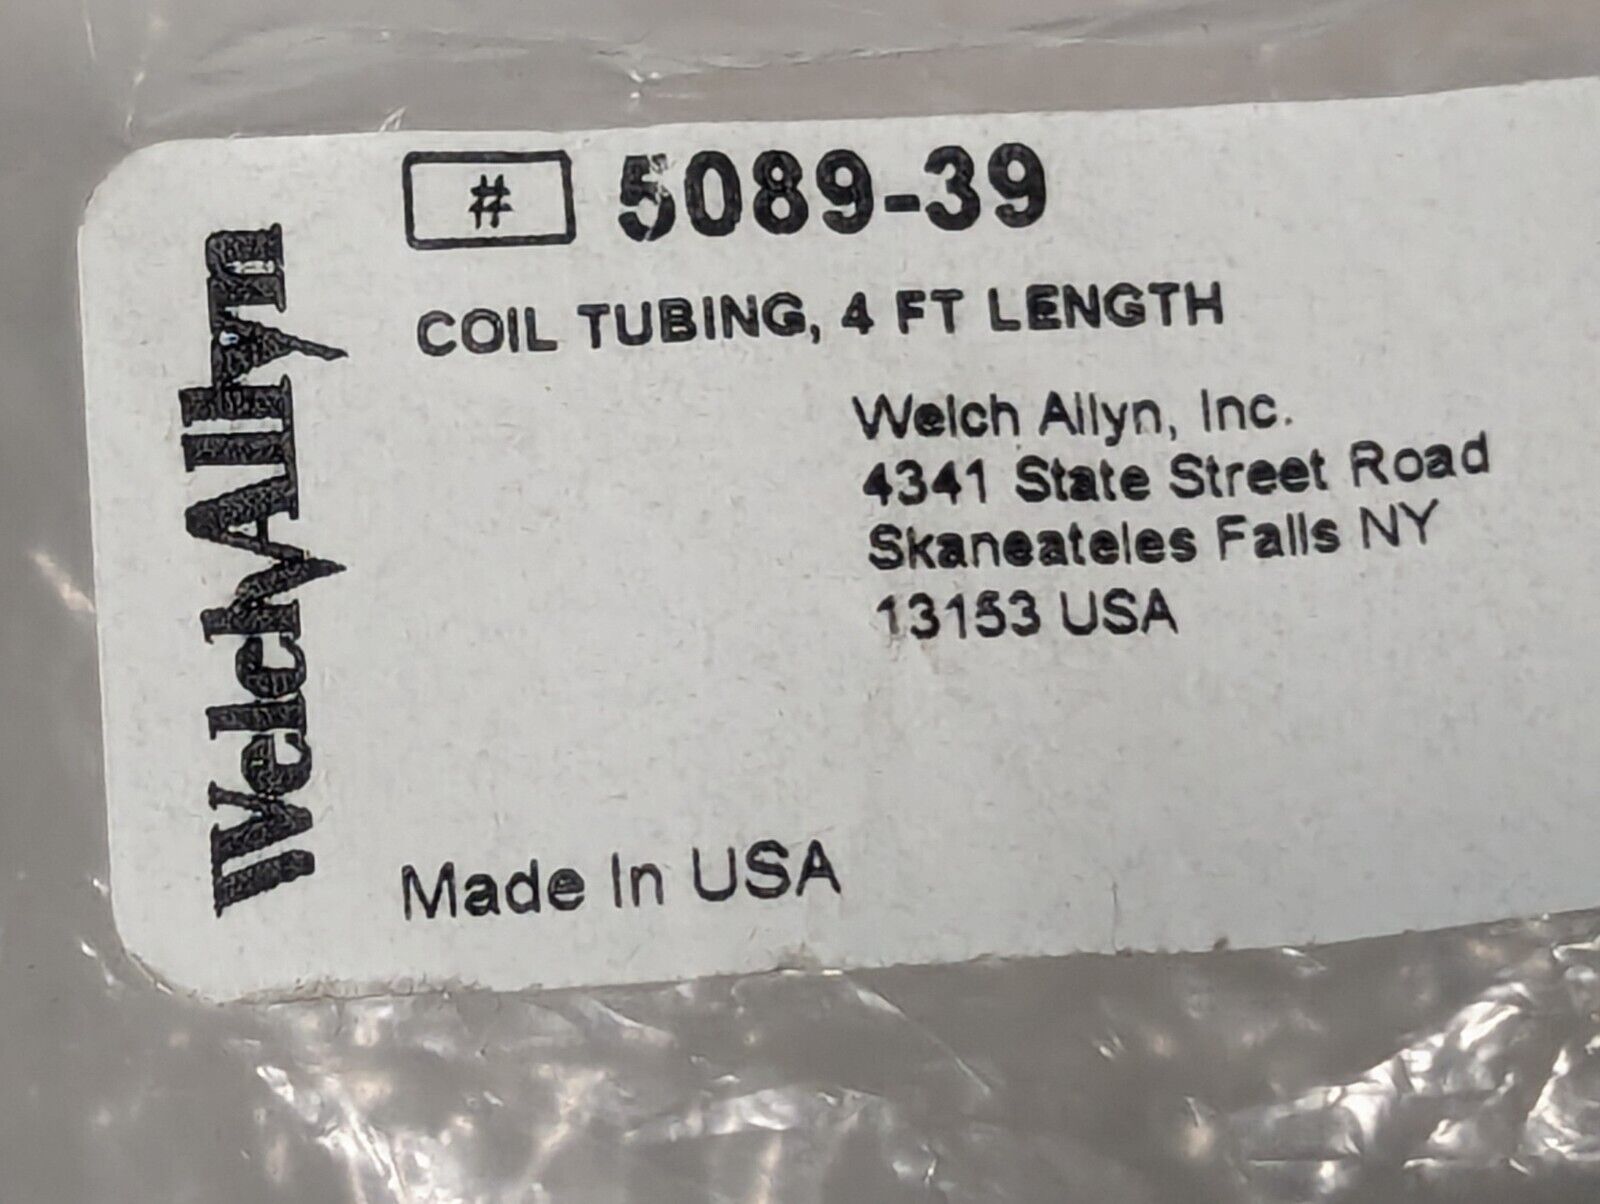 # 5089-39
COIL TUBING, 4 FT LENGTH
WelchAllyn
Welch Allyn, Inc.
4341 State Street Road
Skaneateles Falls NY
13153 USA
Made In USA